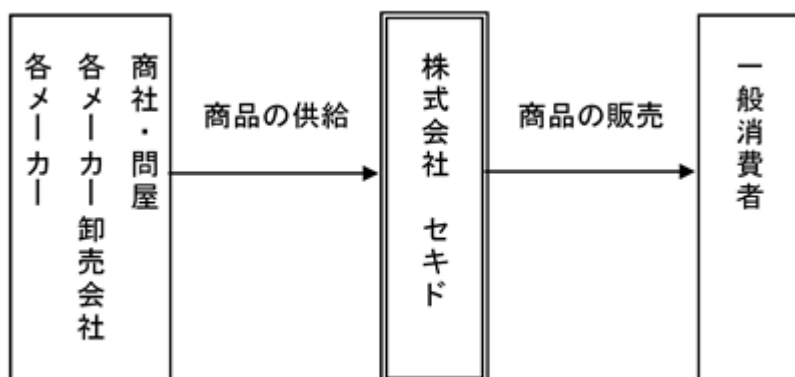 商社・問屋
各メーカー卸売会社
各メーカー
商品の供給
株式会社 セキド
商品の販売
一般消費者